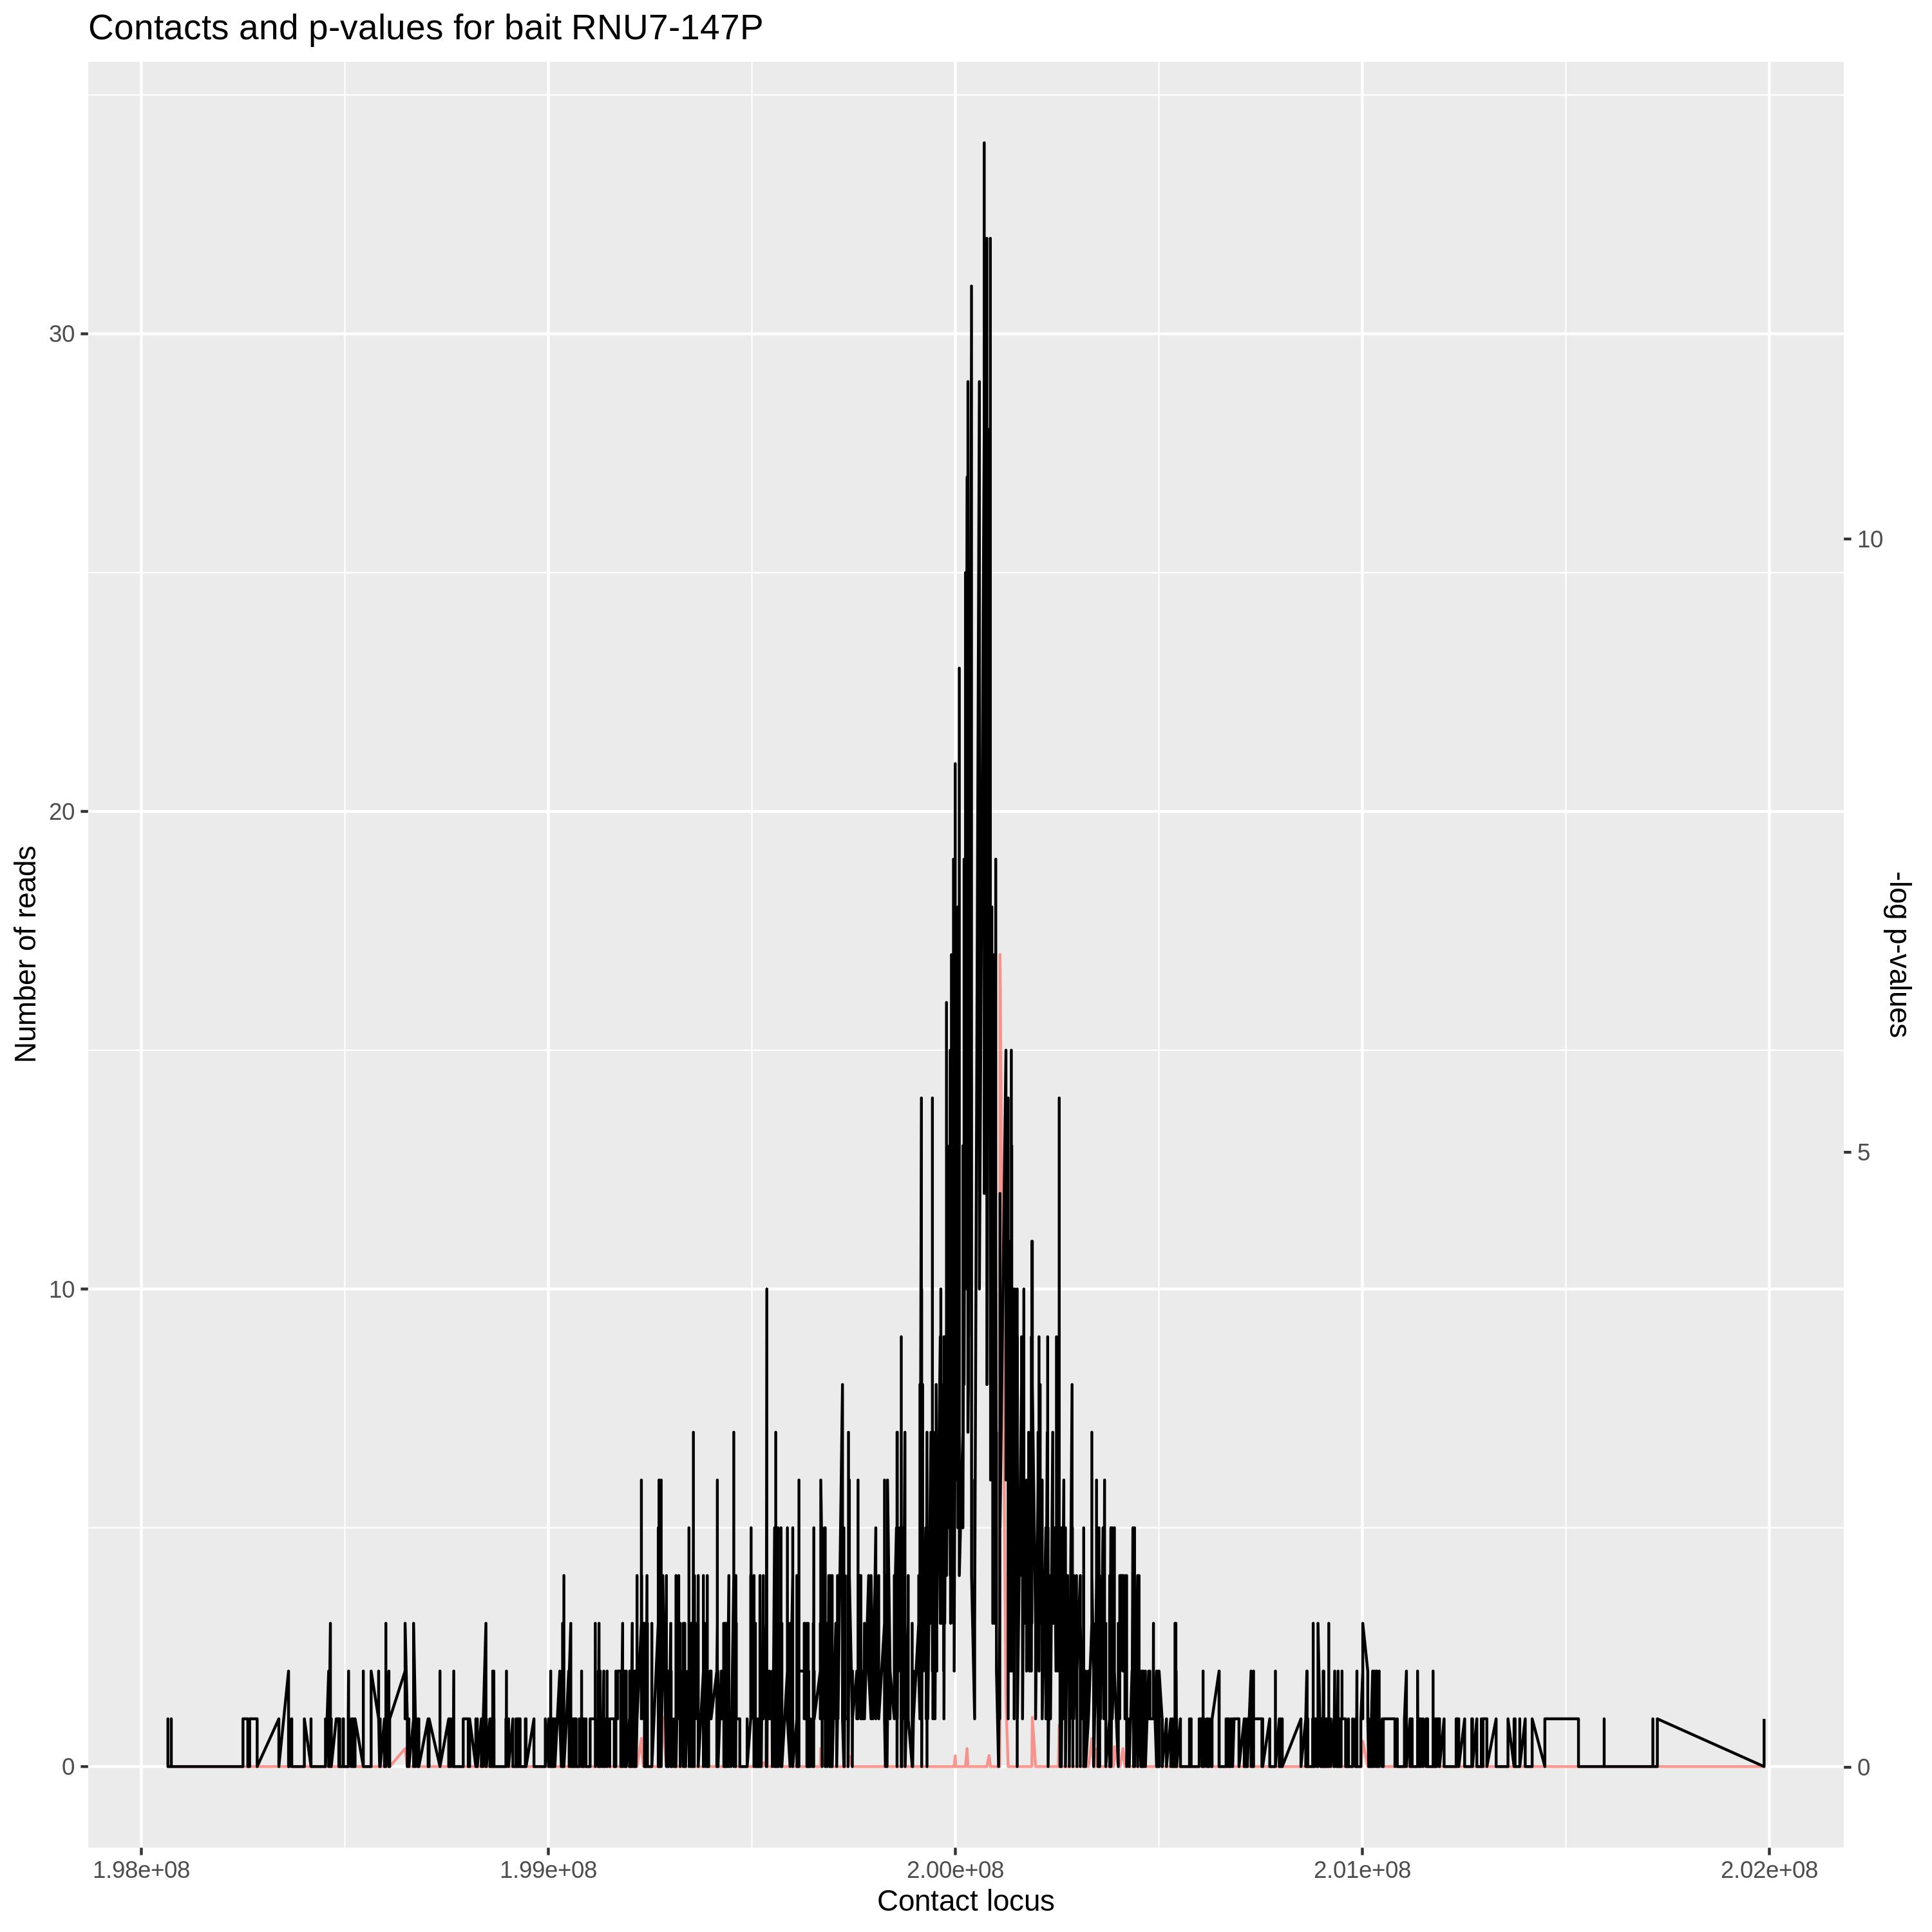 Contacts and p-values for bait RNU7-147P
30
20
10
0
Number of reads
10
5
0
-log p-values
1.98e+08
1.99e+08
2.00e+08
2.01e+08
2.02e+08
Contact locus